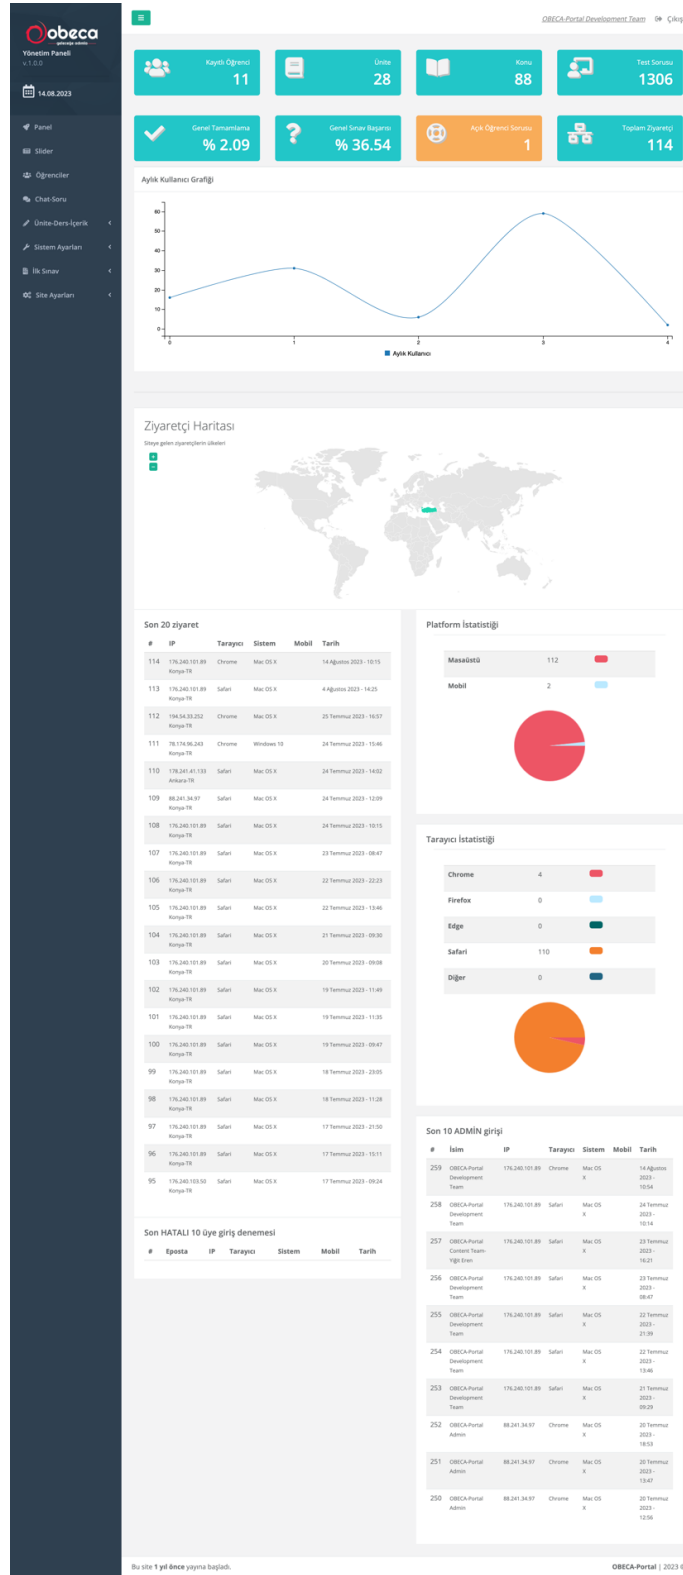 obeca
geleceğe adımla
Yönetim Paneli
v.1.0.0
14.08.2023
Panel
Slider
Öğrenciler
Chat-Soru
Ünite-Ders-İçerik
Sistem Ayarları
İlk Sınav
Site Ayarları
OBECA-Portal Development Team Çıkış
Kayıtlı Öğrenci
11
Ünite
28
Konu
88
Test Sorusu
1306
Genel Tamamlama
% 2.09
Genel Sınav Başarısı
% 36.54
Açık Öğrenci Sorusu
1
Toplam Ziyaretçi
114
Aylık Kullanıcı Grafiği
60
50
40
30
20
10
0
0 1 2 3 4
Aylık Kullanıcı
Ziyaretçi Haritası
Siteye gelen ziyaretçilerin ülkeleri
+
−
Son 20 ziyaret
# IP Tarayıcı Sistem Mobil Tarih
114 176.240.101.89 Chrome Mac OS X 14 Ağustos 2023 - 10:15
Konya-TR
113 176.240.101.89 Safari Mac OS X 4 Ağustos 2023 - 14:25
Konya-TR
112 194.54.33.252 Chrome Mac OS X 25 Temmuz 2023 - 16:57
Konya-TR
111 78.174.96.243 Chrome Windows 10 24 Temmuz 2023 - 15:46
Konya-TR
110 178.241.41.133 Safari Mac OS X 24 Temmuz 2023 - 14:02
Ankara-TR
109 88.241.34.97 Safari Mac OS X 24 Temmuz 2023 - 12:09
Konya-TR
108 176.240.101.89 Safari Mac OS X 24 Temmuz 2023 - 10:15
Konya-TR
107 176.240.101.89 Safari Mac OS X 23 Temmuz 2023 - 08:47
Konya-TR
106 176.240.101.89 Safari Mac OS X 22 Temmuz 2023 - 22:23
Konya-TR
105 176.240.101.89 Safari Mac OS X 22 Temmuz 2023 - 13:46
Konya-TR
104 176.240.101.89 Safari Mac OS X 21 Temmuz 2023 - 09:30
Konya-TR
103 176.240.101.89 Safari Mac OS X 20 Temmuz 2023 - 09:08
Konya-TR
102 176.240.101.89 Safari Mac OS X 19 Temmuz 2023 - 11:49
Konya-TR
101 176.240.101.89 Safari Mac OS X 19 Temmuz 2023 - 11:35
Konya-TR
100 176.240.101.89 Safari Mac OS X 19 Temmuz 2023 - 09:47
Konya-TR
99 176.240.101.89 Safari Mac OS X 18 Temmuz 2023 - 23:05
Konya-TR
98 176.240.101.89 Safari Mac OS X 18 Temmuz 2023 - 11:28
Konya-TR
97 176.240.101.89 Safari Mac OS X 17 Temmuz 2023 - 21:50
Konya-TR
96 176.240.101.89 Safari Mac OS X 17 Temmuz 2023 - 15:11
Konya-TR
95 176.240.103.50 Safari Mac OS X 17 Temmuz 2023 - 09:24
Konya-TR
Son HATALI 10 üye giriş denemesi
# Eposta IP Tarayıcı Sistem Mobil Tarih
Platform İstatistiği
Masaüstü 112
Mobil 2
Tarayıcı İstatistiği
Chrome 4
Firefox 0
Edge 0
Safari 110
Diğer 0
Son 10 ADMİN girişi
# İsim IP Tarayıcı Sistem Mobil Tarih
259 OBECA-Portal 176.240.101.89 Chrome Mac OS 14 Ağustos
Development X 2023 -
Team 10:54
258 OBECA-Portal 176.240.101.89 Safari Mac OS 24 Temmuz
Development X 2023 -
Team 10:14
257 OBECA-Portal 176.240.101.89 Safari Mac OS 23 Temmuz
Content Team- X 2023 -
Yiğit Eren 16:21
256 OBECA-Portal 176.240.101.89 Safari Mac OS 23 Temmuz
Development X 2023 -
Team 08:47
255 OBECA-Portal 176.240.101.89 Safari Mac OS 22 Temmuz
Development X 2023 -
Team 21:39
254 OBECA-Portal 176.240.101.89 Safari Mac OS 22 Temmuz
Development X 2023 -
Team 13:46
253 OBECA-Portal 176.240.101.89 Safari Mac OS 21 Temmuz
Development X 2023 -
Team 09:29
252 OBECA-Portal 88.241.34.97 Chrome Mac OS 20 Temmuz
Admin X 2023 -
18:53
251 OBECA-Portal 88.241.34.97 Chrome Mac OS 20 Temmuz
Admin X 2023 -
13:47
250 OBECA-Portal 88.241.34.97 Chrome Mac OS 20 Temmuz
Admin X 2023 -
12:56
Bu site 1 yıl önce yayına başladı. OBECA-Portal | 2023 ©